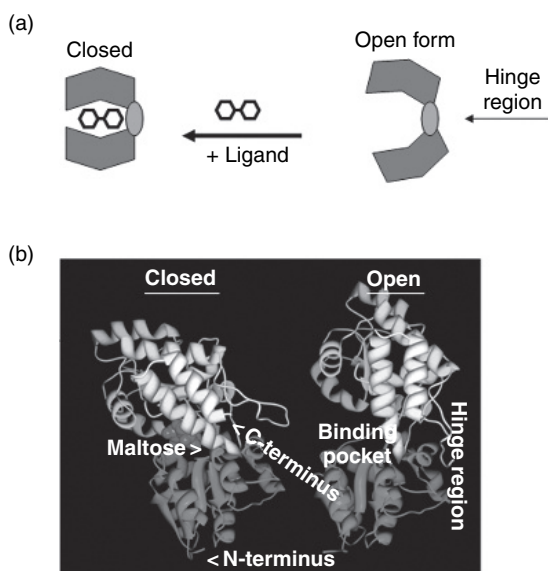 (a)
Closed
Open form
Hinge
region
+ Ligand
(b)
Closed
Open
Maltose >
< C-terminus
Binding
pocket
Hinge region
< N-terminus